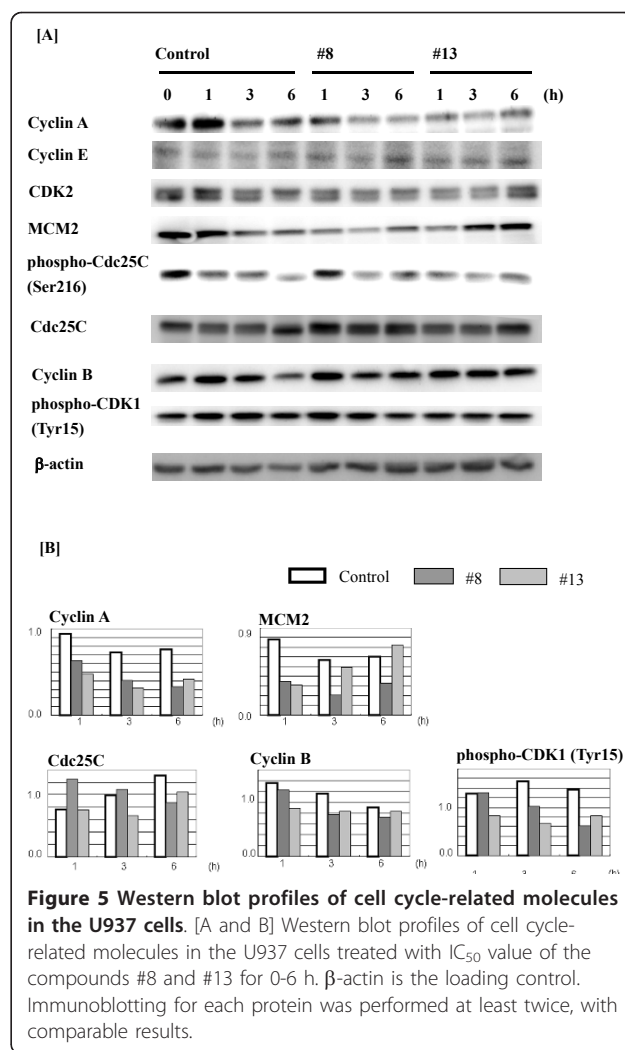 [A]
Control #8 #13
0 1 3 6 1 3 6 1 3 6 (h)
Cyclin A
Cyclin E
CDK2
MCM2
phospho-Cdc25C
(Ser216)
Cdc25C
Cyclin B
phospho-CDK1
(Tyr15)
β-actin
[B]
Control #8 #13
Cyclin A MCM2
1.0 0.9
0.0 0.0
1 3 6 (h) 1 3 6 (h)
Cdc25C Cyclin B phospho-CDK1 (Tyr15)
1.0 1.0 1.0
0.0 0.0 0.0
1 3 6 (h) 1 3 6 (h) 1 3 6 (h)
Figure 5 Western blot profiles of cell cycle-related molecules
in the U937 cells. [A and B] Western blot profiles of cell cycle-
related molecules in the U937 cells treated with IC50 value of the
compounds #8 and #13 for 0-6 h. β-actin is the loading control.
Immunoblotting for each protein was performed at least twice, with
comparable results.